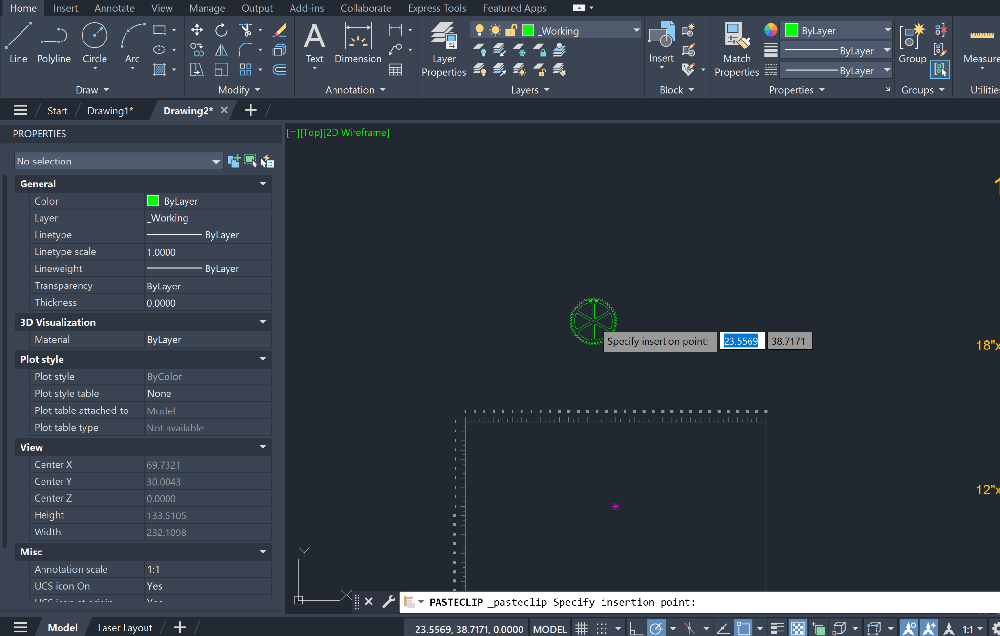 Home Insert Annotate View Manage Output Add-ins Collaborate Express Tools Featured Apps
Line Polyline Circle Arc
Text Dimension
Layer Properties
_Working
Insert
Match Properties
ByLayer
ByLayer
ByLayer
Group
Measure
Draw Modify Annotation Layers Block Properties Groups Utilities
Start Drawing1* Drawing2*
PROPERTIES
[−][Top][2D Wireframe]
No selection
General
Color ByLayer
Layer _Working
Linetype ByLayer
Linetype scale 1.0000
Lineweight ByLayer
Transparency ByLayer
Thickness 0.0000
3D Visualization
Material ByLayer
Plot style
Plot style ByColor
Plot style table None
Plot table attached to Model
Plot table type Not available
View
Center X 69.7321
Center Y 30.0043
Center Z 0.0000
Height 133.5105
Width 232.1098
Misc
Annotation scale 1:1
UCS icon On Yes
Specify insertion point: 23.5569 38.7171
1
18"x
12"x
Y
X
PASTECLIP _pasteclip Specify insertion point:
Model Laser Layout
23.5569, 38.7171, 0.0000 MODEL 1:1